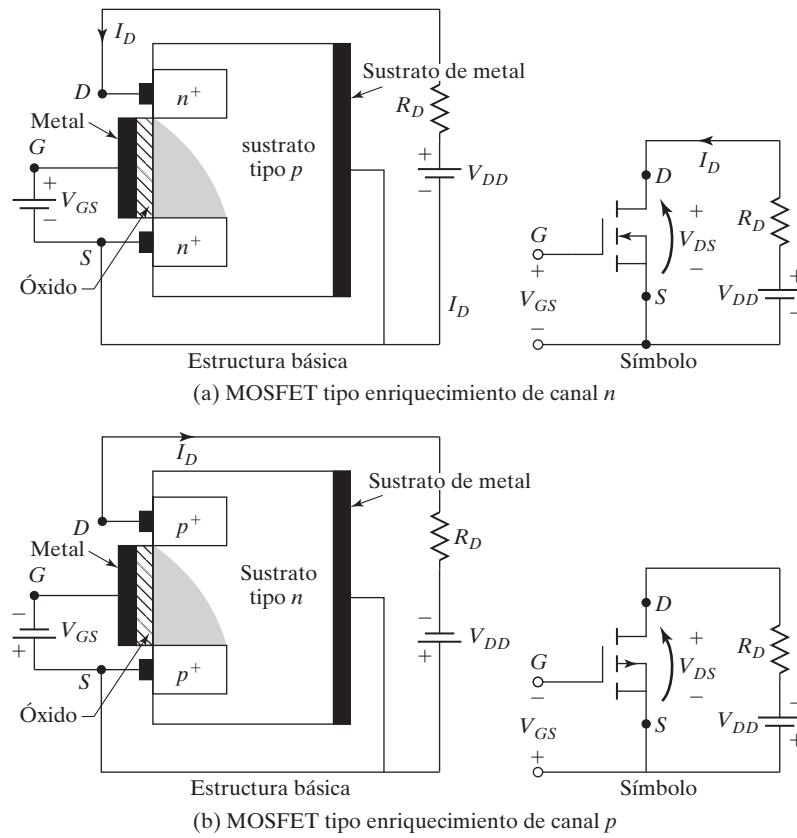 I_D
D
n⁺
Sustrato de metal
Metal
G
sustrato
tipo p
R_D
+
−
V_DD
+
−
V_GS
S
n⁺
Óxido
I_D
Estructura básica
I_D
D
G
+
V_DS
−
R_D
+
V_GS
−
S
V_DD
+
−
Símbolo
(a) MOSFET tipo enriquecimiento de canal n
I_D
D
p⁺
Sustrato de metal
Metal
G
Sustrato
tipo n
R_D
−
+
V_DD
−
+
V_GS
S
p⁺
Óxido
Estructura básica
D
G
+
V_DS
−
R_D
−
V_GS
+
S
V_DD
−
+
Símbolo
(b) MOSFET tipo enriquecimiento de canal p